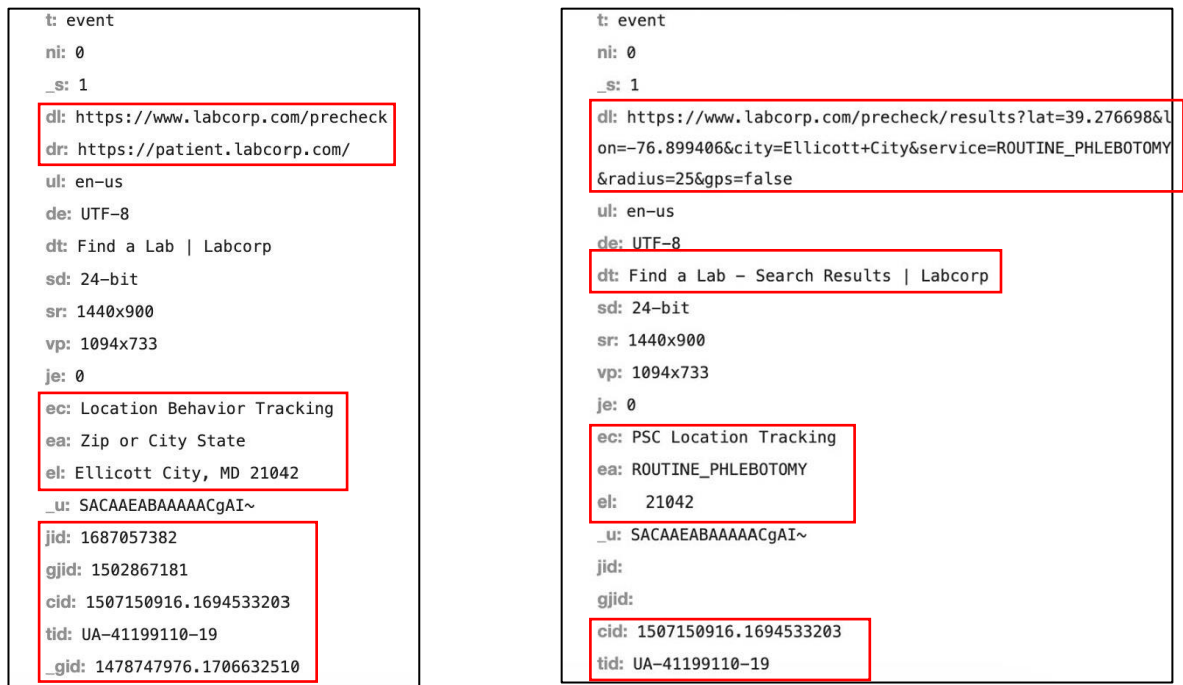 t: event
ni: 0
_s: 1
dl: https://www.labcorp.com/precheck
dr: https://patient.labcorp.com/
ul: en-us
de: UTF-8
dt: Find a Lab | Labcorp
sd: 24-bit
sr: 1440x900
vp: 1094x733
je: 0
ec: Location Behavior Tracking
ea: Zip or City State
el: Ellicott City, MD 21042
_u: SACAAEABAAAAACgAI~
jid: 1687057382
gjid: 1502867181
cid: 1507150916.1694533203
tid: UA-41199110-19
_gid: 1478747976.1706632510
t: event
ni: 0
_s: 1
dl: https://www.labcorp.com/precheck/results?lat=39.276698&l
on=-76.899406&city=Ellicott+City&service=ROUTINE_PHLEBOTOMY
&radius=25&gps=false
ul: en-us
de: UTF-8
dt: Find a Lab - Search Results | Labcorp
sd: 24-bit
sr: 1440x900
vp: 1094x733
je: 0
ec: PSC Location Tracking
ea: ROUTINE_PHLEBOTOMY
el: 21042
_u: SACAAEABAAAAACgAI~
jid:
gjid:
cid: 1507150916.1694533203
tid: UA-41199110-19